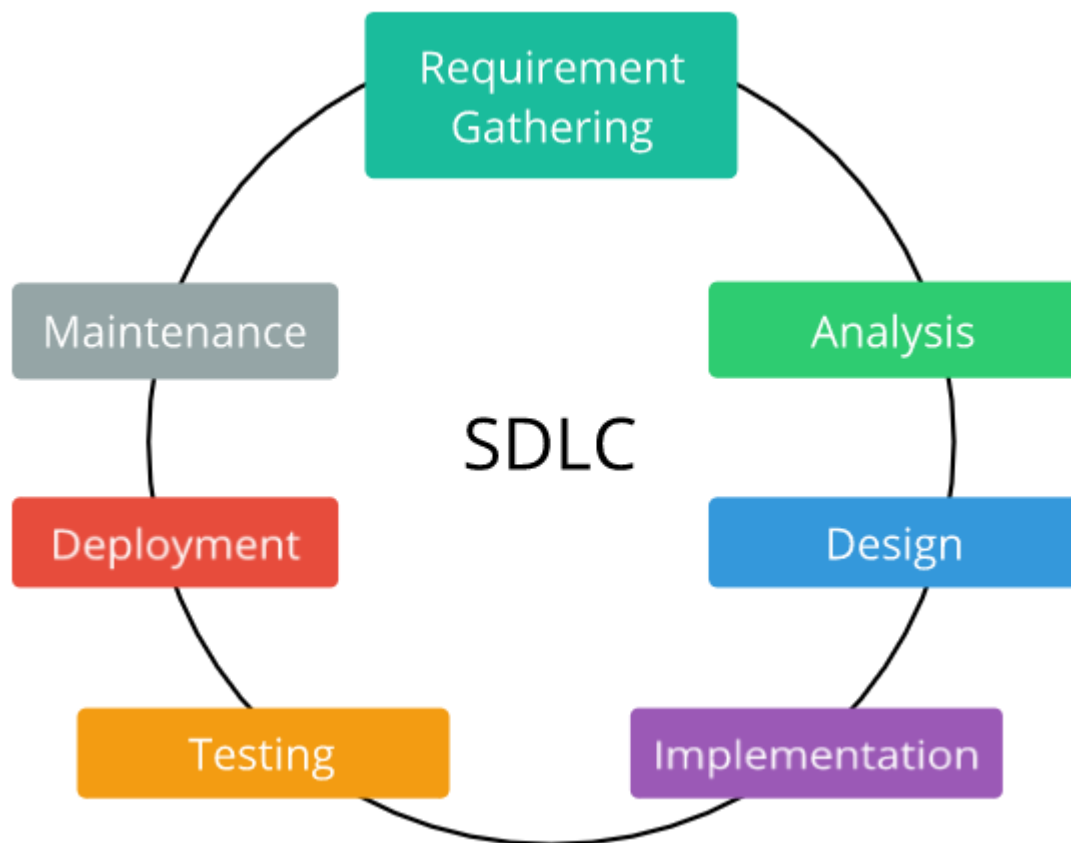 Requirement
Gathering
Maintenance
Analysis
SDLC
Deployment
Design
Testing
Implementation